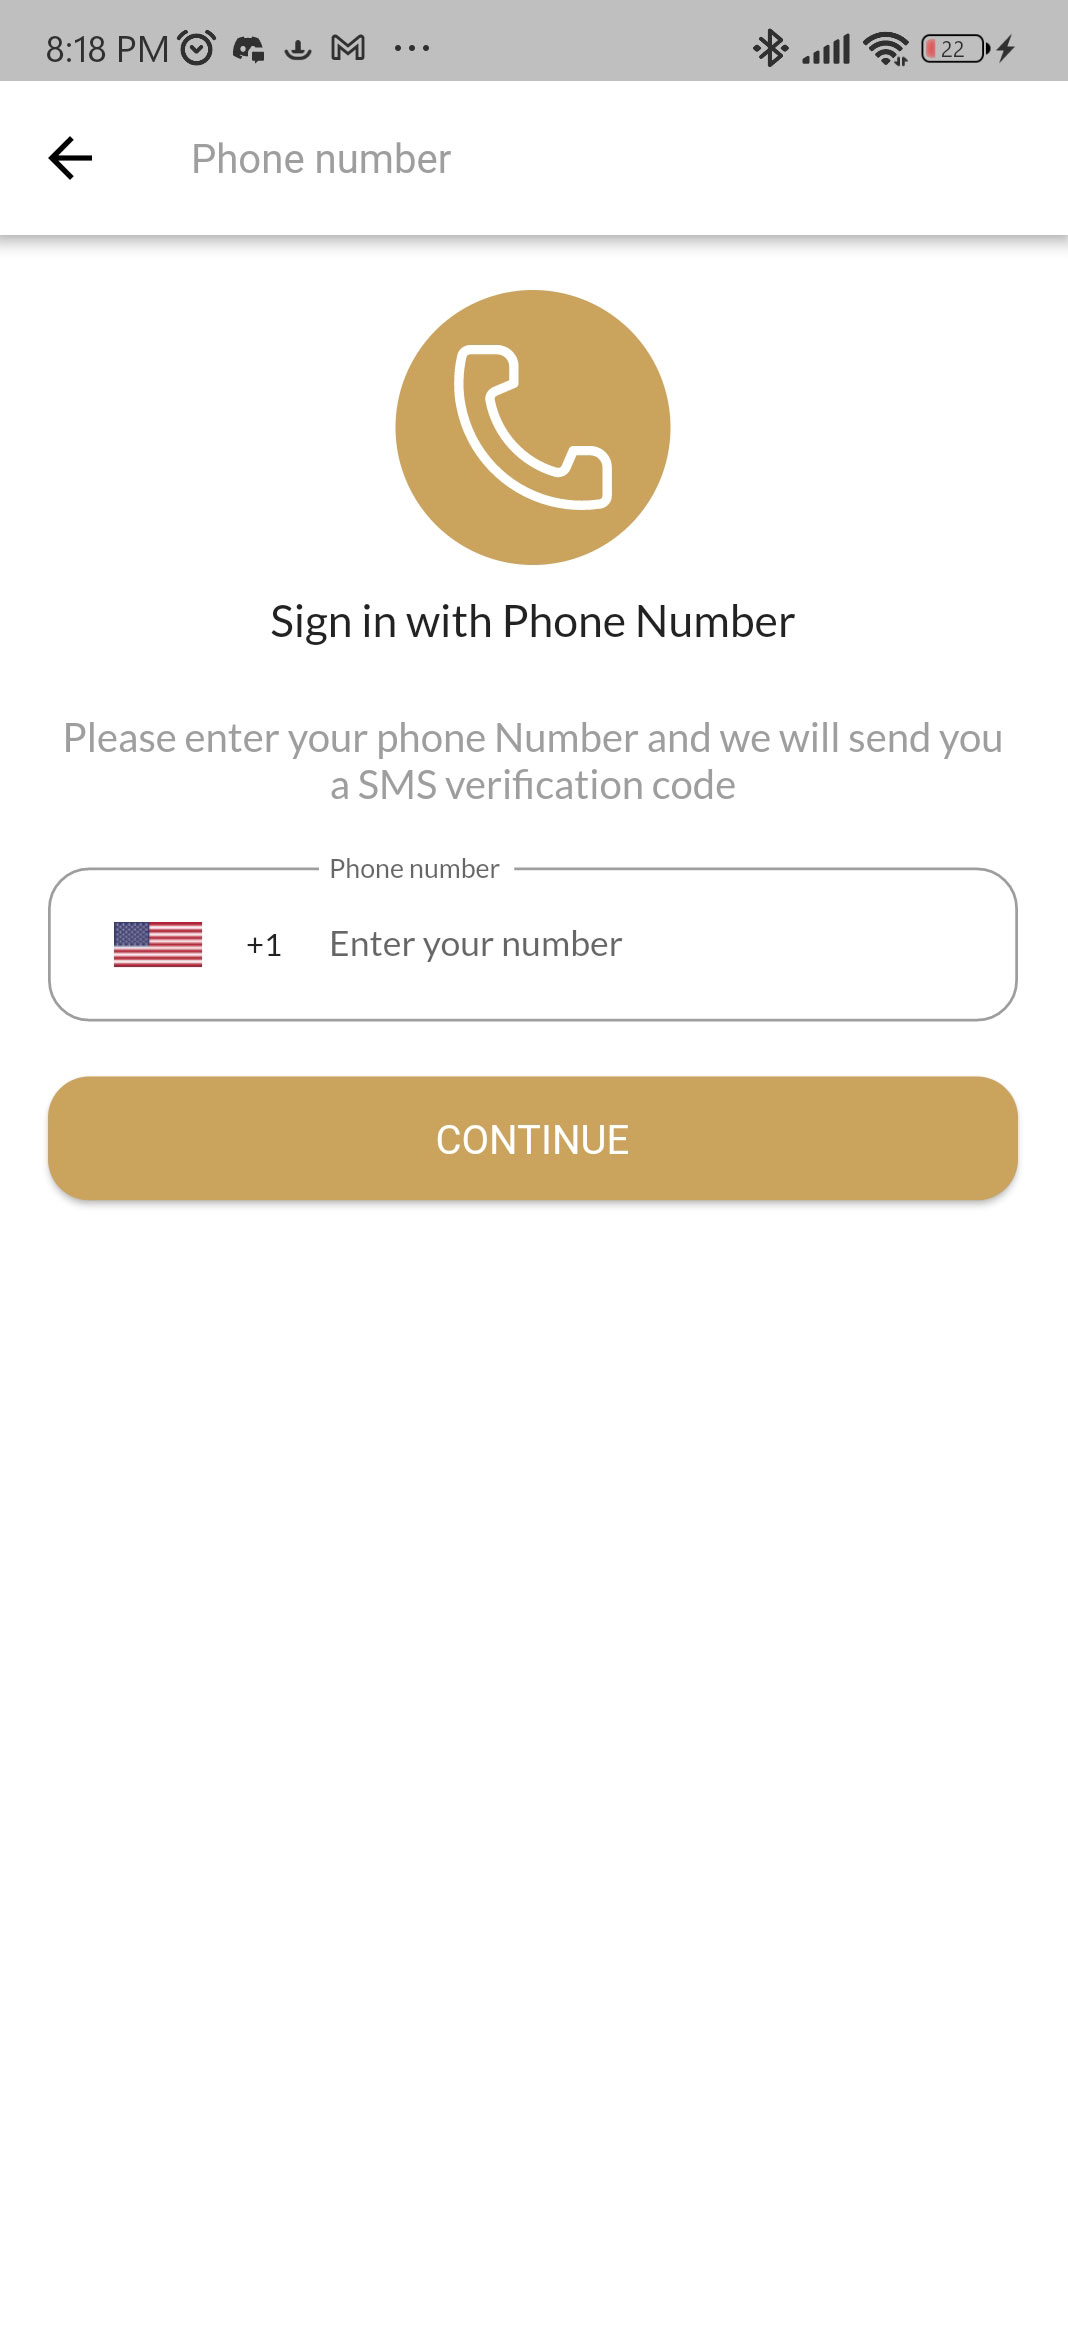 8:18 PM
22
Phone number
Sign in with Phone Number
Please enter your phone Number and we will send you
a SMS verification code
Phone number
+1 Enter your number
CONTINUE